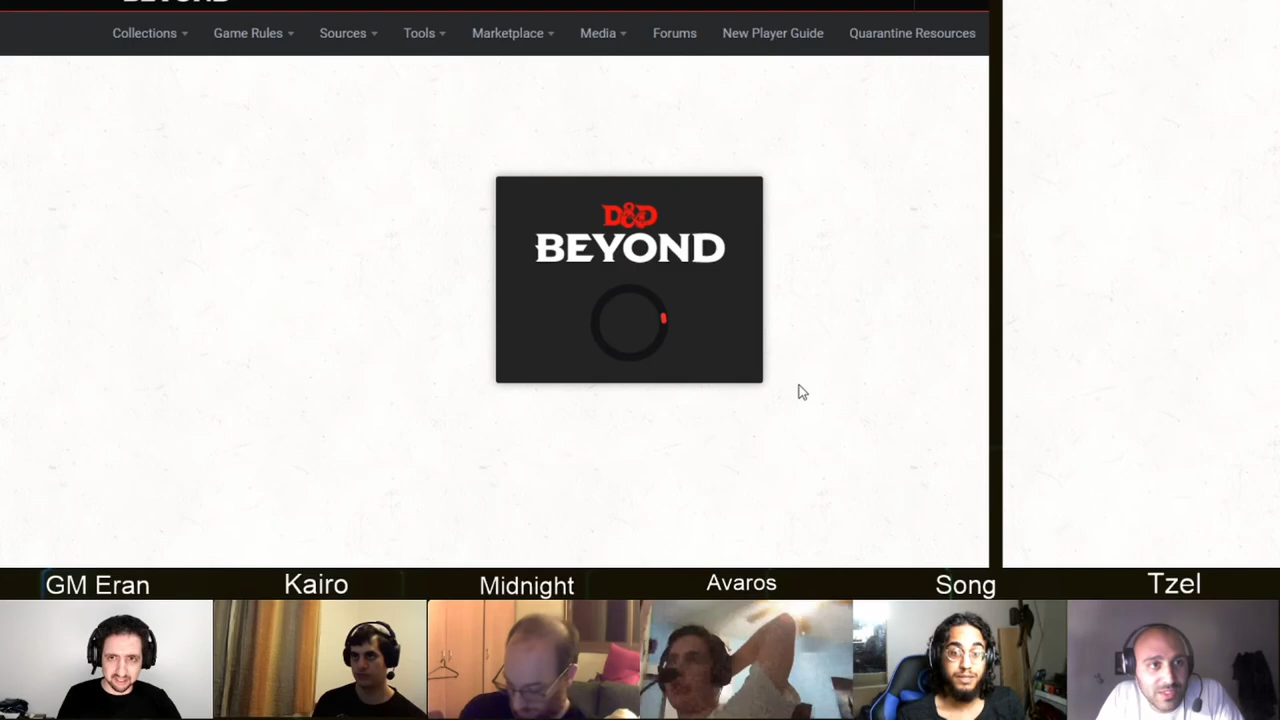 BEYOND
Collections Game Rules Sources Tools Marketplace Media Forums New Player Guide Quarantine Resources
D&D
BEYOND
GM Eran Kairo Midnight Avaros Song Tzel